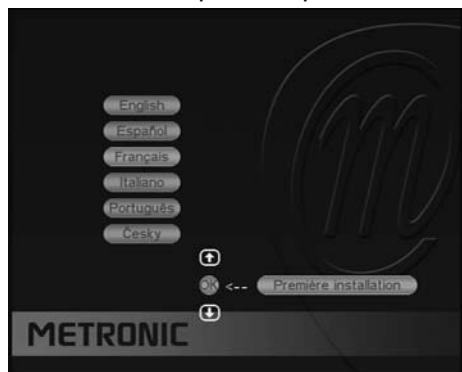 English
Español
Français
Italiano
Português
Česky
OK <-- Première installation
METRONIC